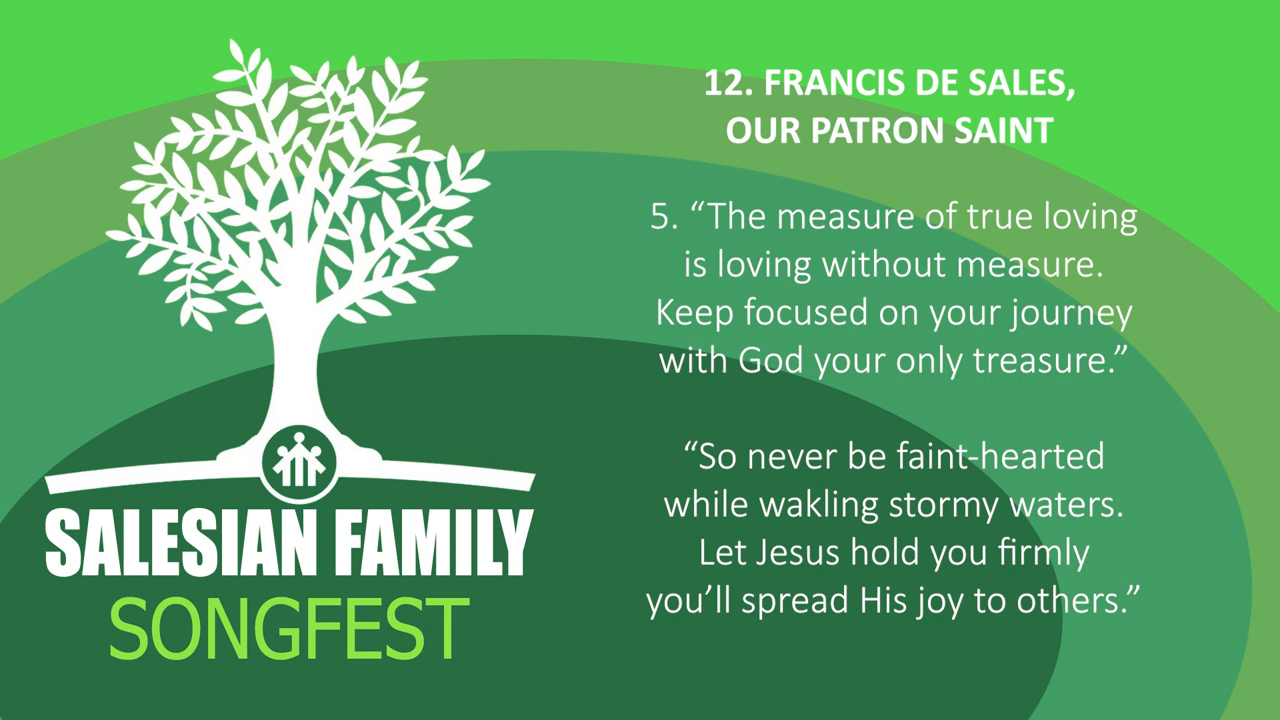 12. FRANCIS DE SALES,
OUR PATRON SAINT
5. “The measure of true loving
is loving without measure.
Keep focused on your journey
with God your only treasure.”
“So never be faint-hearted
while wakling stormy waters.
Let Jesus hold you firmly
you’ll spread His joy to others.”
SALESIAN FAMILY
SONGFEST